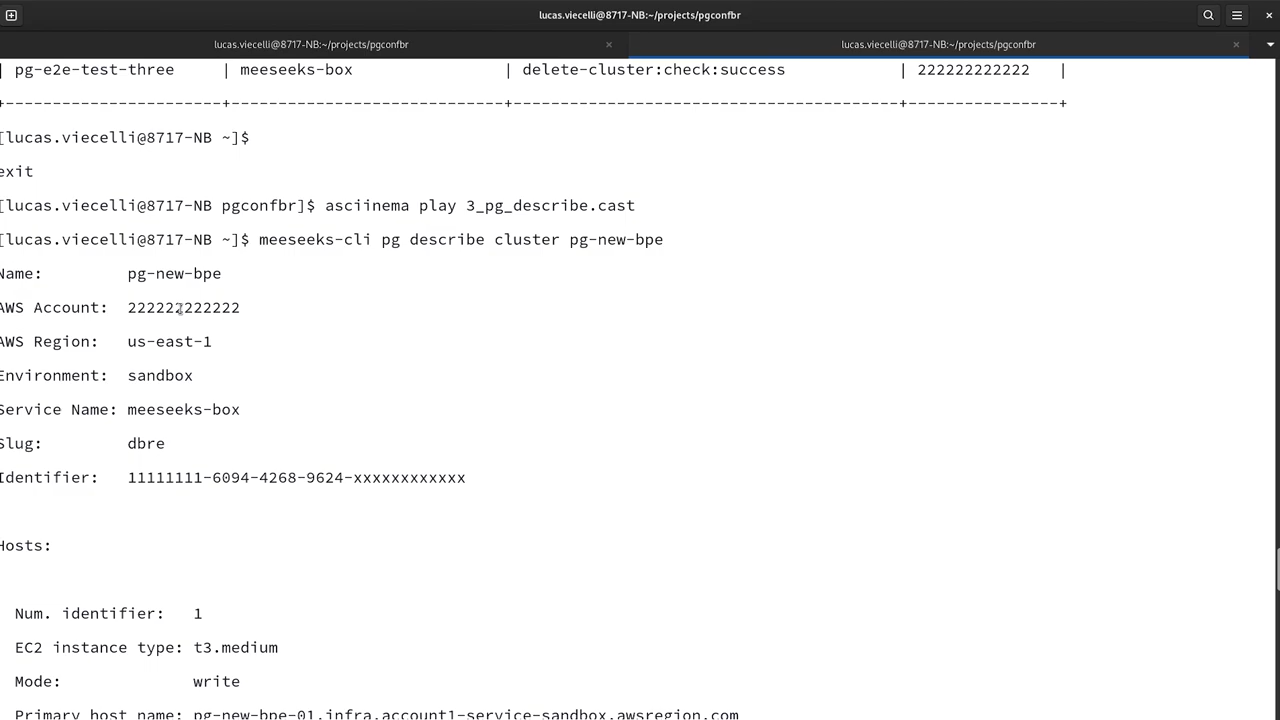 lucas.viecelli@8717-NB:~/projects/pgconfbr
lucas.viecelli@8717-NB:~/projects/pgconfbr × lucas.viecelli@8717-NB:~/projects/pgconfbr ×
| pg-e2e-test-three | meeseeks-box | delete-cluster:check:success | 222222222222 |
+----------------------------+-----------------------------------+-------------------------------------------------+-------------------+
[lucas.viecelli@8717-NB ~]$
exit
[lucas.viecelli@8717-NB pgconfbr]$ asciinema play 3_pg_describe.cast
[lucas.viecelli@8717-NB ~]$ meeseeks-cli pg describe cluster pg-new-bpe
Name: pg-new-bpe
AWS Account: 222222222222
AWS Region: us-east-1
Environment: sandbox
Service Name: meeseeks-box
Slug: dbre
Identifier: 11111111-6094-4268-9624-xxxxxxxxxxxx
Hosts:
Num. identifier: 1
EC2 instance type: t3.medium
Mode: write
Primary host name: pg-new-bpe-01.infra.account1-service-sandbox.awsregion.com